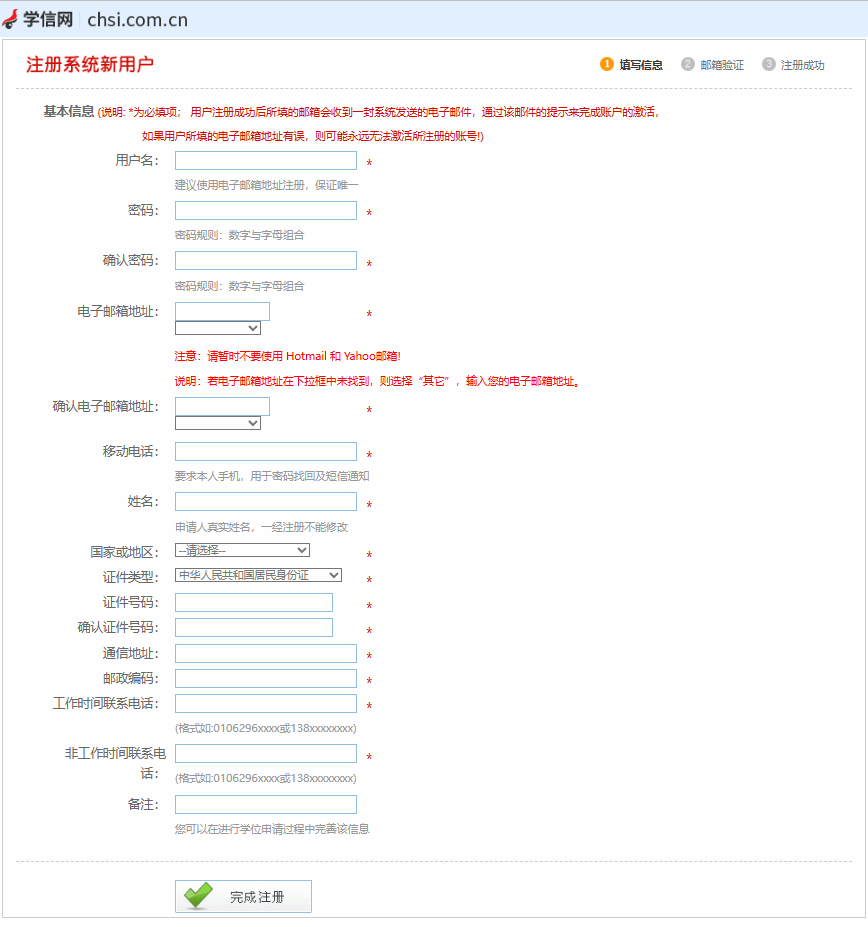 学信网 chsi.com.cn
注册系统新用户 1 填写信息 2 邮箱验证 3 注册成功
基本信息 (说明: *为必填项； 用户注册成功后所填的邮箱会收到一封系统发送的电子邮件，通过该邮件的提示来完成账户的激活，
如果用户所填的电子邮箱地址有误，则可能永远无法激活所注册的账号!)
用户名： *
建议使用电子邮箱地址注册，保证唯一
密码： *
密码规则：数字与字母组合
确认密码： *
密码规则：数字与字母组合
电子邮箱地址： *
注意：请暂时不要使用 Hotmail 和 Yahoo邮箱!
说明：若电子邮箱地址在下拉框中未找到，则选择“其它”，输入您的电子邮箱地址。
确认电子邮箱地址： *
移动电话： *
要求本人手机，用于密码找回及短信通知
姓名： *
申请人真实姓名，一经注册不能修改
国家或地区： --请选择-- *
证件类型： 中华人民共和国居民身份证 *
证件号码： *
确认证件号码： *
通信地址： *
邮政编码： *
工作时间联系电话： *
(格式如:0106296xxxx或138xxxxxxxx)
非工作时间联系电 *
话： (格式如:0106296xxxx或138xxxxxxxx)
备注：
您可以在进行学位申请过程中完善该信息
完成注册